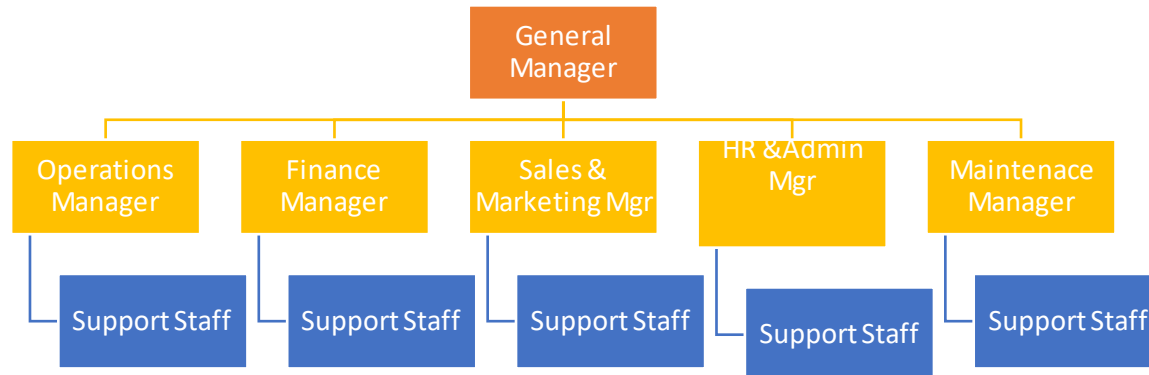 General
Manager
Operations
Manager
Finance
Manager
Sales &
Marketing Mgr
HR &Admin
Mgr
Maintenace
Manager
Support Staff
Support Staff
Support Staff
Support Staff
Support Staff